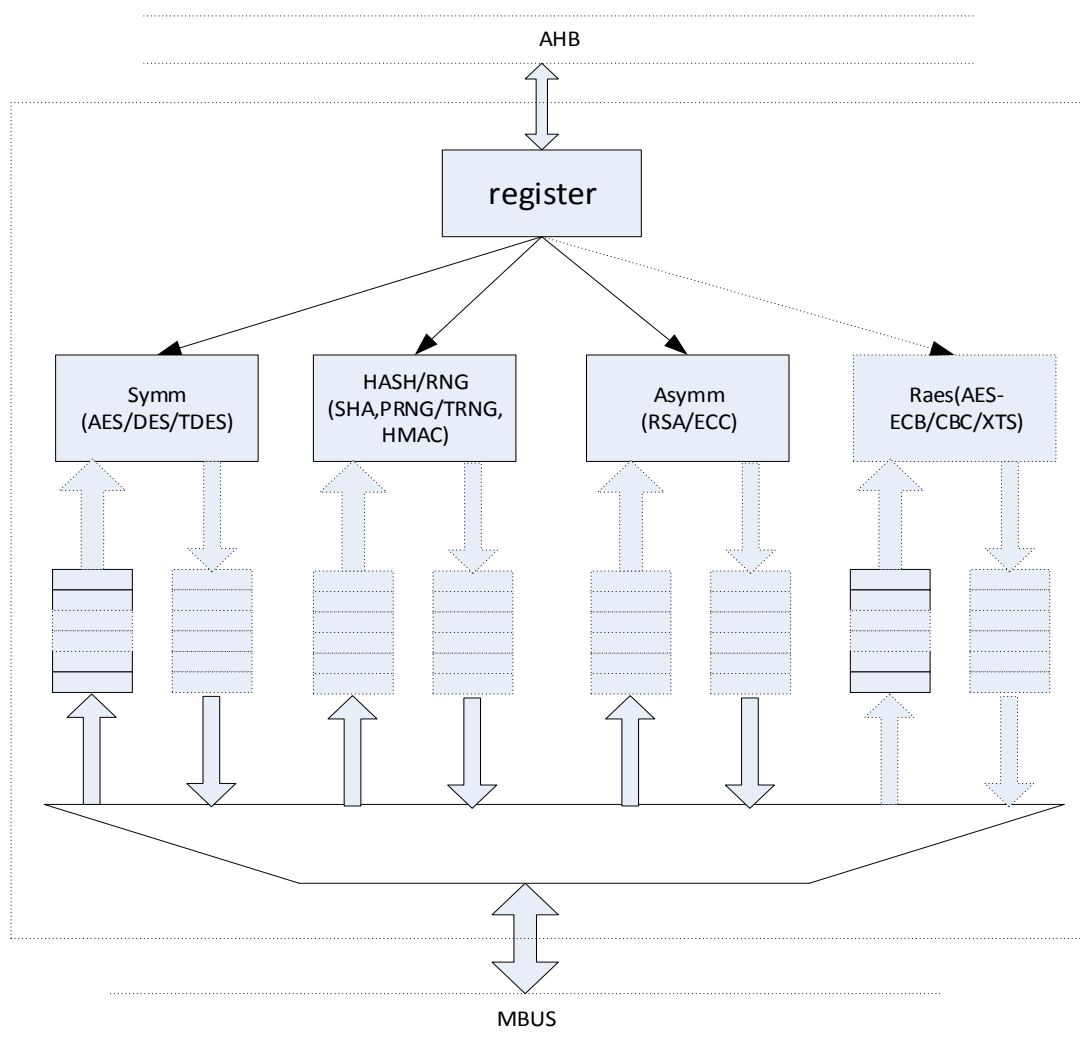 AHB
register
Symm
(AES/DES/TDES)
HASH/RNG
(SHA,PRNG/TRNG,
HMAC)
Asymm
(RSA/ECC)
Raes(AES-
ECB/CBC/XTS)
MBUS